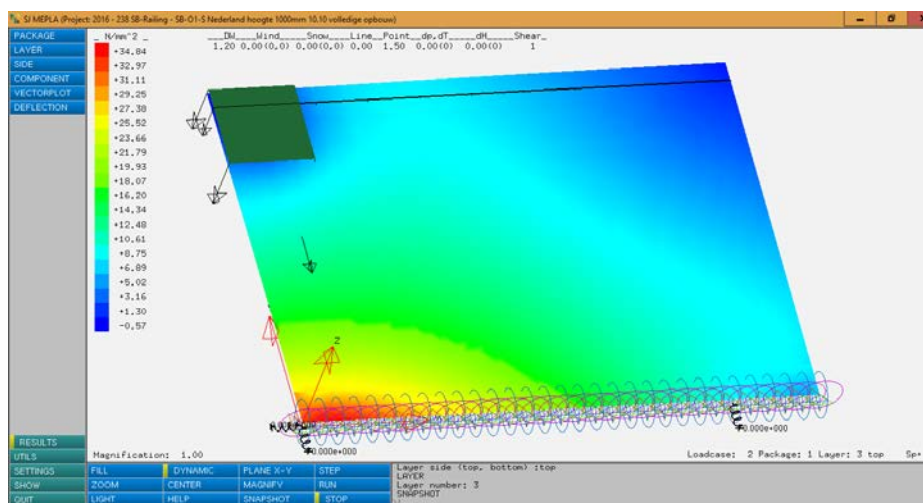 SJ MEPLA (Project: 2016 - 238 SB-Railing - SB-O1-S Nederland hoogte 1000mm 10.10 volledige opbouw)
PACKAGE
LAYER
SIDE
COMPONENT
VECTORPLOT
DEFLECTION
_ N/mm^2 _
+34.84
+32.97
+31.11
+29.25
+27.38
+25.52
+23.66
+21.79
+19.93
+18.07
+16.20
+14.34
+12.48
+10.61
+8.75
+6.89
+5.02
+3.16
+1.30
-0.57
___DW____Wind_____Snow____Line__Point__dp,dT_____dH____Shear_
1.20 0.00(0,0) 0.00(0,0) 0.00 1.50 0.00(0) 0.00(0) 1
Z
0.000e+000
0.000e+000
Magnification: 1.00
Loadcase: 2 Package: 1 Layer: 3 top Sp+
RESULTS
UTILS
SETTINGS
SHOW
QUIT
FILL DYNAMIC PLANE X-Y STEP
ZOOM CENTER MAGNIFY RUN
LIGHT HELP SNAPSHOT STOP
Layer side (top, bottom) :top
LAYER
Layer number: 3
SNAPSHOT